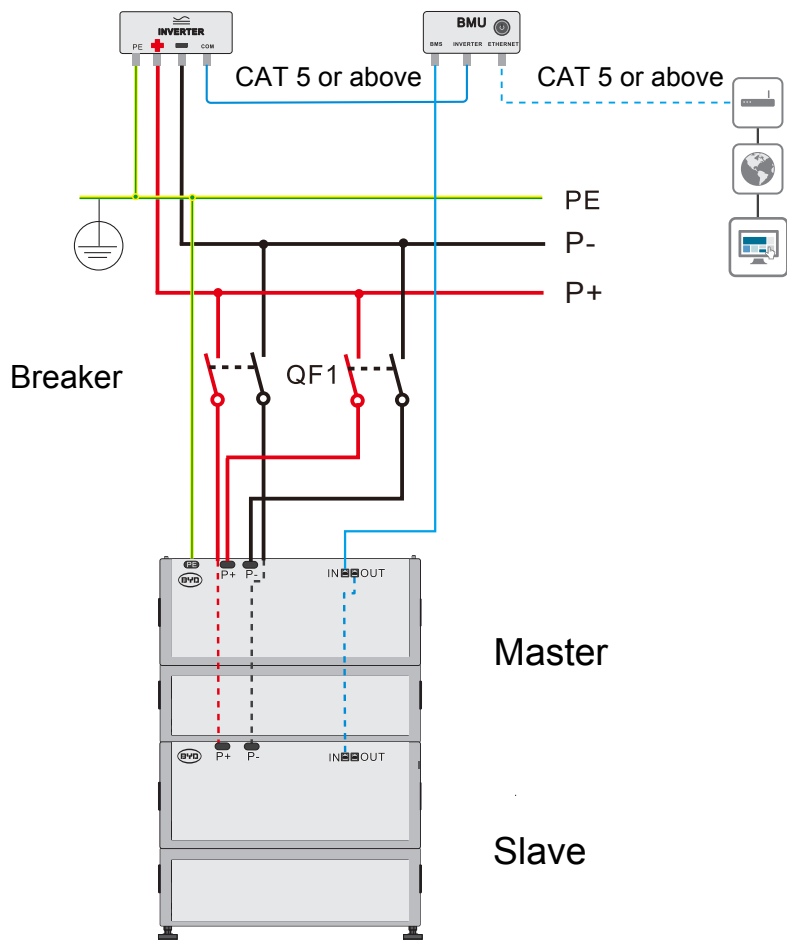 INVERTER
PE
COM
BMU
BMS INVERTER ETHERNET
CAT 5 or above
CAT 5 or above
PE
P-
P+
Breaker
QF1
PE
BYD
P+ P-
IN OUT
Master
BYD
P+ P-
IN OUT
Slave